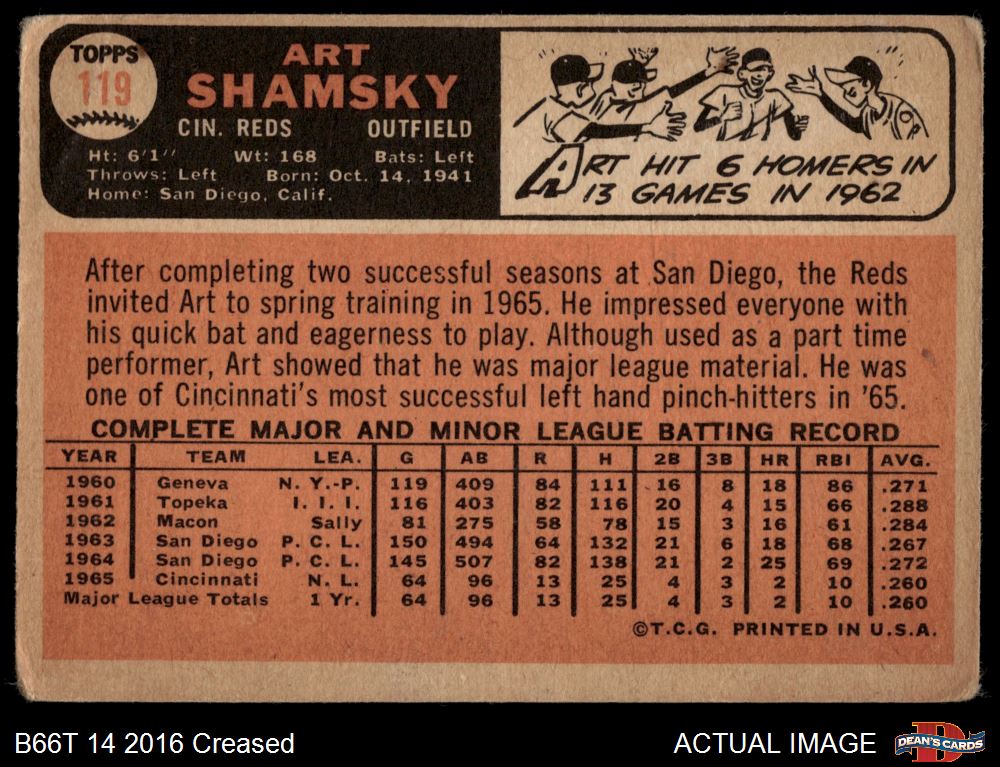 TOPPS
119
ART
SHAMSKY
CIN. REDS OUTFIELD
Ht: 6'1" Wt: 168 Bats: Left
Throws: Left Born: Oct. 14, 1941
Home: San Diego, Calif.
ART HIT 6 HOMERS IN
13 GAMES IN 1962
After completing two successful seasons at San Diego, the Reds
invited Art to spring training in 1965. He impressed everyone with
his quick bat and eagerness to play. Although used as a part time
performer, Art showed that he was major league material. He was
one of Cincinnati's most successful left hand pinch-hitters in '65.
COMPLETE MAJOR AND MINOR LEAGUE BATTING RECORD
YEAR TEAM LEA. G AB R H 2B 3B HR RBI AVG.
1960 Geneva N. Y.-P. 119 409 84 111 16 8 18 86 .271
1961 Topeka I. I. I. 116 403 82 116 20 4 15 66 .288
1962 Macon Sally 81 275 58 78 15 3 16 61 .284
1963 San Diego P. C. L. 150 494 64 132 21 6 18 68 .267
1964 San Diego P. C. L. 145 507 82 138 21 2 25 69 .272
1965 Cincinnati N. L. 64 96 13 25 4 3 2 10 .260
Major League Totals 1 Yr. 64 96 13 25 4 3 2 10 .260
©T.C.G. PRINTED IN U.S.A.
B66T 14 2016 Creased ACTUAL IMAGE
D
DEAN'S CARDS